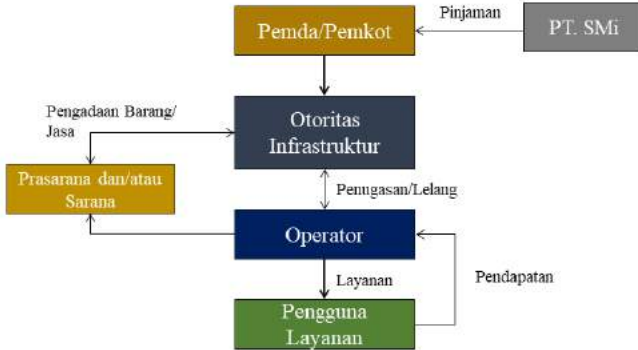 Pinjaman
Pemda/Pemkot
PT. SMi
Pengadaan Barang/
Jasa
Otoritas
Infrastruktur
Prasarana dan/atau
Sarana
Penugasan/Lelang
Operator
Layanan
Pendapatan
Pengguna
Layanan